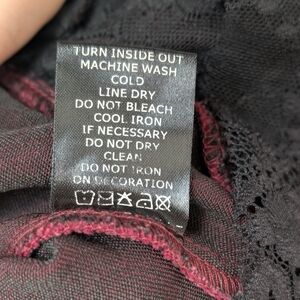 TURN INSIDE OUT
MACHINE WASH
COLD
LINE DRY
DO NOT BLEACH
COOL IRON
IF NECESSARY
DO NOT DRY
CLEAN
DO NOT IRON
ON DECORATION